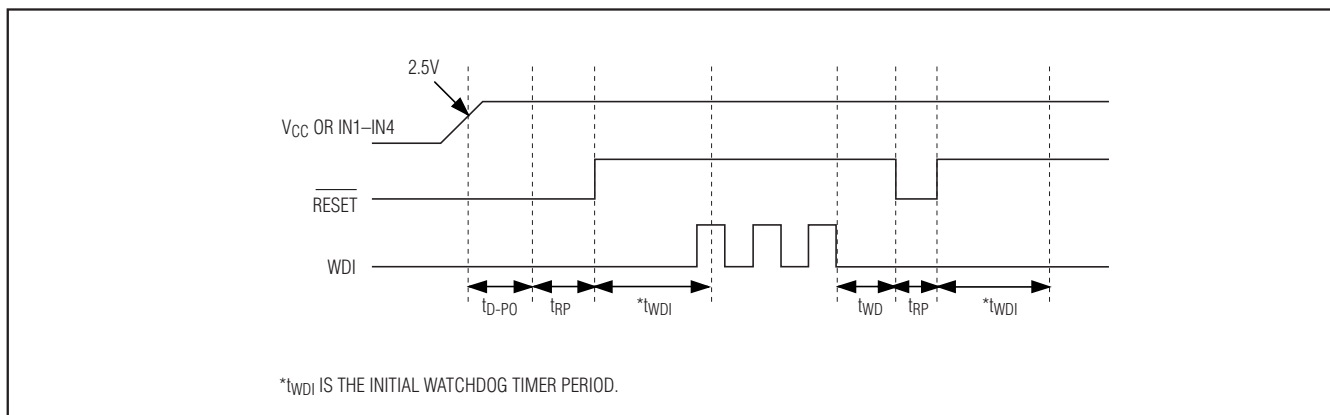 2.5V
VCC OR IN1–IN4
RESET
WDI
tD-PO tRP *tWDI tWD tRP *tWDI
*tWDI IS THE INITIAL WATCHDOG TIMER PERIOD.